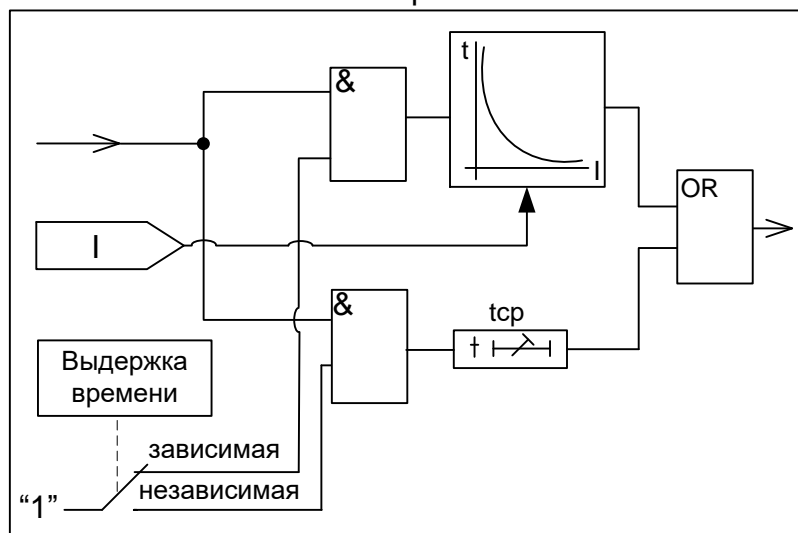 &
t
I
OR
I
&
tср
t
Выдержка
времени
зависимая
независимая
“1”